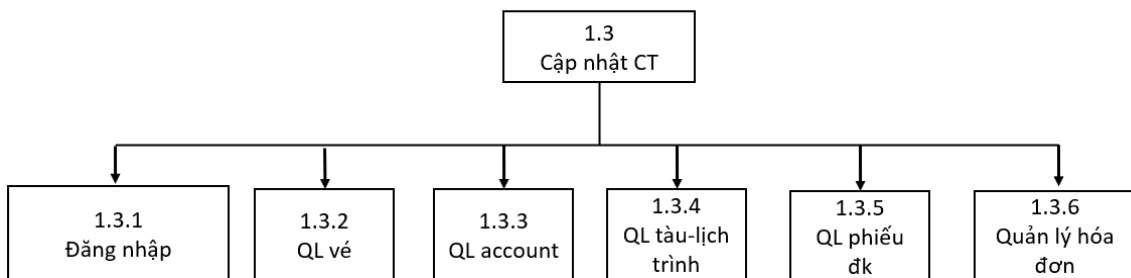 1.3
Cập nhật CT
1.3.1
Đăng nhập
1.3.2
QL vé
1.3.3
QL account
1.3.4
QL tàu-lịch
trình
1.3.5
QL phiếu
đk
1.3.6
Quản lý hóa
đơn